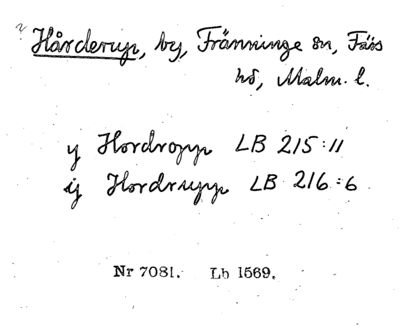 Hårderup, by, Fränninge sn, Färs
hd, Malm. l.
y Hordropp LB 215:11
ij Hordrupp LB 216:6
Nr 7081. Lb 1569.